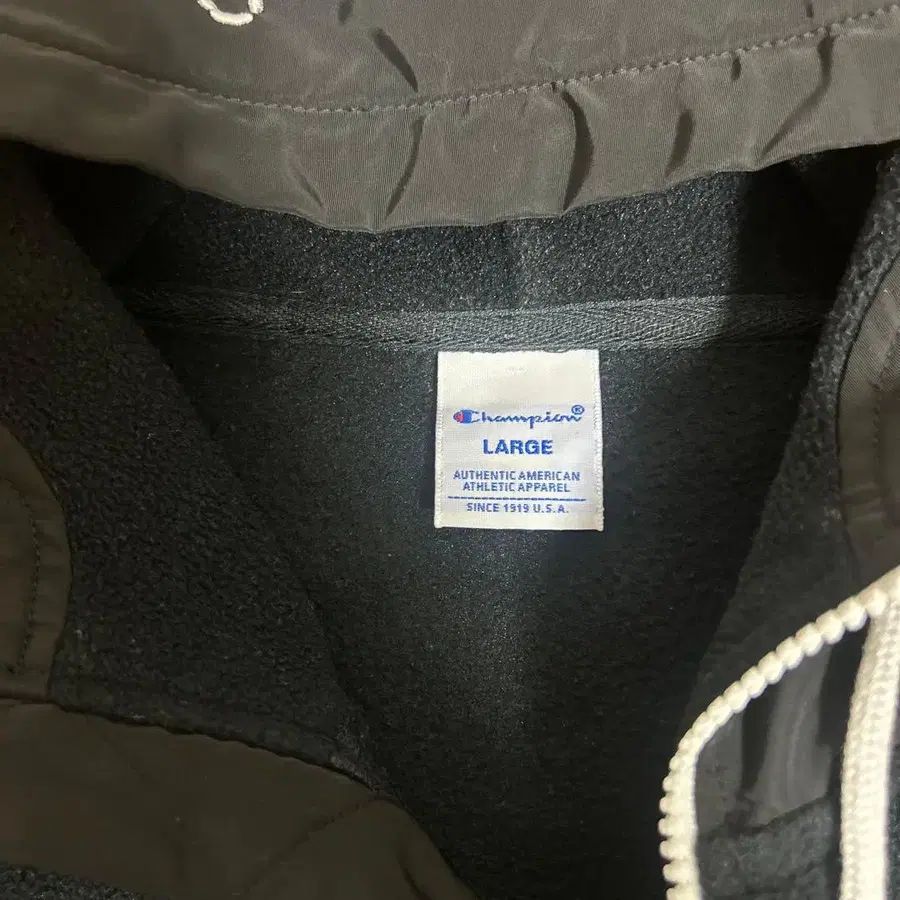 Champion®
LARGE
AUTHENTIC AMERICAN
ATHLETIC APPAREL
SINCE 1919 U.S.A.